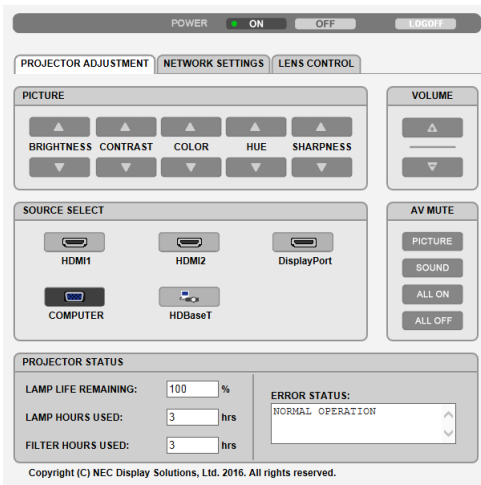 POWER ON OFF LOGOFF
PROJECTOR ADJUSTMENT NETWORK SETTINGS LENS CONTROL
PICTURE
BRIGHTNESS CONTRAST COLOR HUE SHARPNESS
VOLUME
SOURCE SELECT
HDMI1 HDMI2 DisplayPort
COMPUTER HDBaseT
AV MUTE
PICTURE
SOUND
ALL ON
ALL OFF
PROJECTOR STATUS
LAMP LIFE REMAINING: 100 %
LAMP HOURS USED: 3 hrs
FILTER HOURS USED: 3 hrs
ERROR STATUS:
NORMAL OPERATION
Copyright (C) NEC Display Solutions, Ltd. 2016. All rights reserved.